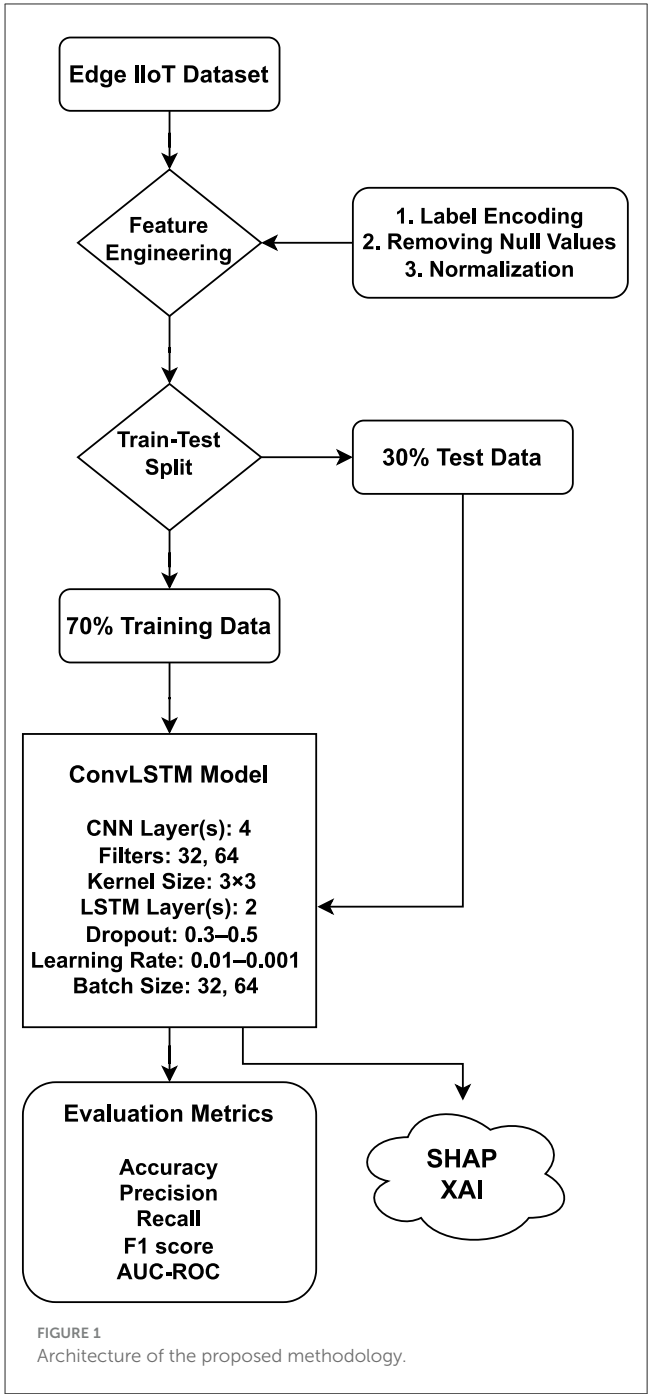 Edge IIoT Dataset
Feature
Engineering
1. Label Encoding
2. Removing Null Values
3. Normalization
Train-Test
Split
30% Test Data
70% Training Data
ConvLSTM Model
CNN Layer(s): 4
Filters: 32, 64
Kernel Size: 3×3
LSTM Layer(s): 2
Dropout: 0.3–0.5
Learning Rate: 0.01–0.001
Batch Size: 32, 64
Evaluation Metrics
Accuracy
Precision
Recall
F1 score
AUC-ROC
SHAP
XAI
FIGURE 1
Architecture of the proposed methodology.